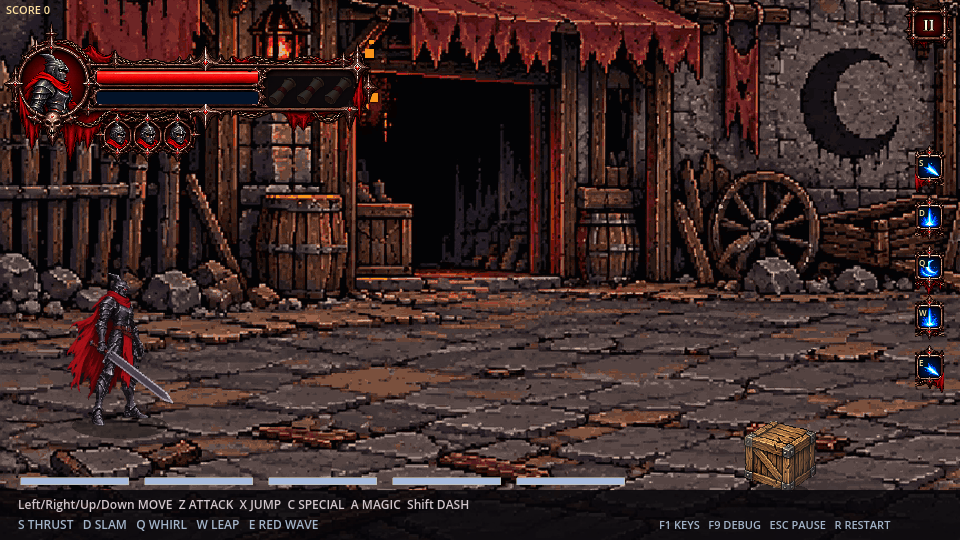 SCORE 0
S
D
Q
W
E
Left/Right/Up/Down MOVE  Z ATTACK  X JUMP  C SPECIAL  A MAGIC  Shift DASH
S THRUST  D SLAM  Q WHIRL  W LEAP  E RED WAVE
F1 KEYS  F9 DEBUG  ESC PAUSE  R RESTART